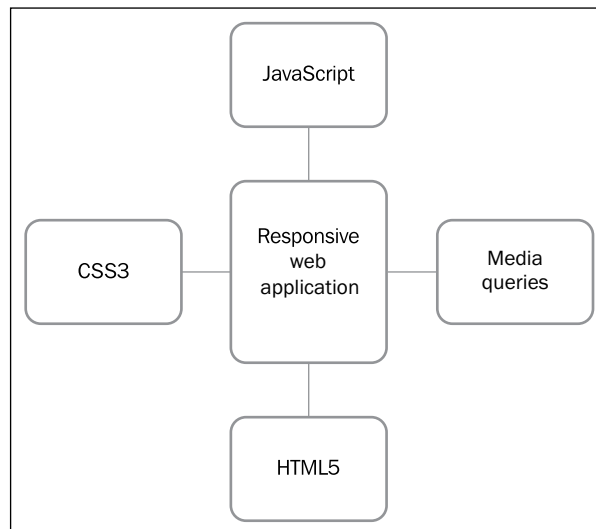 JavaScript
CSS3
Responsive
web
application
Media
queries
HTML5